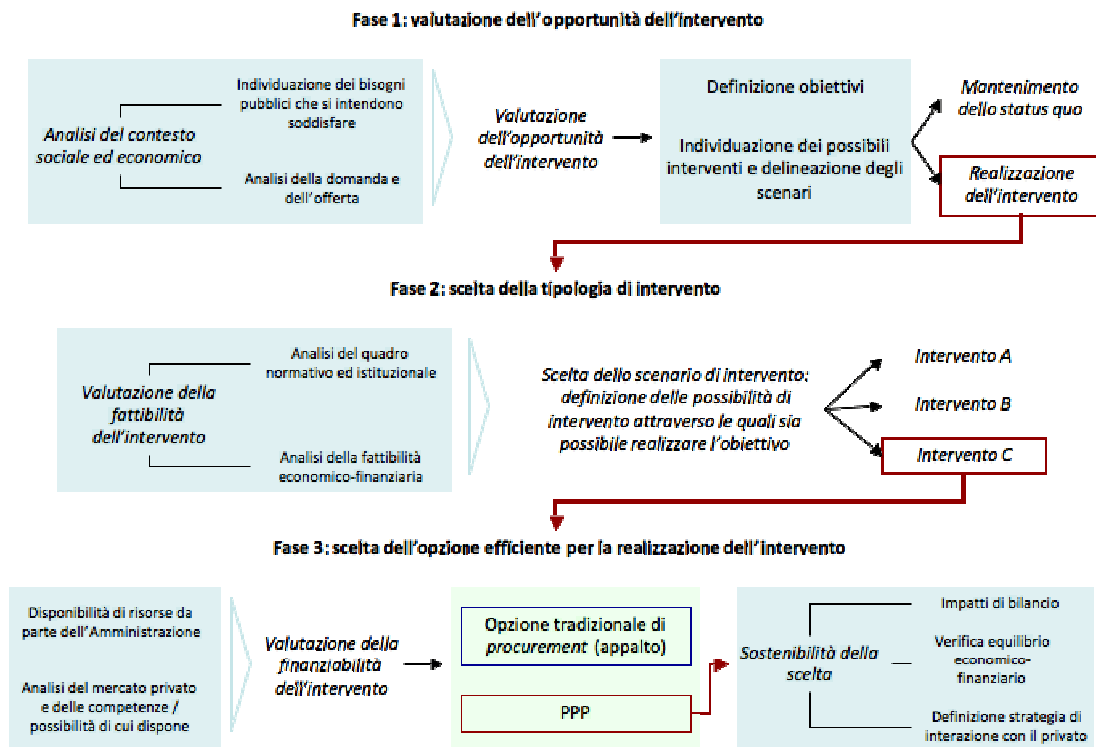 Fase 1: valutazione dell'opportunità dell'intervento
Individuazione dei bisogni
pubblici che si intendono
soddisfare
Analisi del contesto
sociale ed economico
Analisi della domanda e
dell'offerta
Valutazione
dell'opportunità
dell'intervento
Definizione obiettivi
Individuazione dei possibili
interventi e delineazione degli
scenari
Mantenimento
dello status quo
Realizzazione
dell'intervento
Fase 2: scelta della tipologia di intervento
Analisi del quadro
normativo ed istituzionale
Valutazione della
fattibilità
dell'intervento
Analisi della fattibilità
economico-finanziaria
Scelta dello scenario di intervento:
definizione delle possibilità di
intervento attraverso le quali sia
possibile realizzare l'obiettivo
Intervento A
Intervento B
Intervento C
Fase 3: scelta dell'opzione efficiente per la realizzazione dell'intervento
Disponibilità di risorse da
parte dell'Amministrazione
Analisi del mercato privato
e delle competenze /
possibilità di cui dispone
Valutazione della
finanziabilità
dell'intervento
Opzione tradizionale di
procurement (appalto)
PPP
Sostenibilità della
scelta
Impatti di bilancio
Verifica equilibrio
economico-
finanziario
Definizione strategia di
interazione con il privato